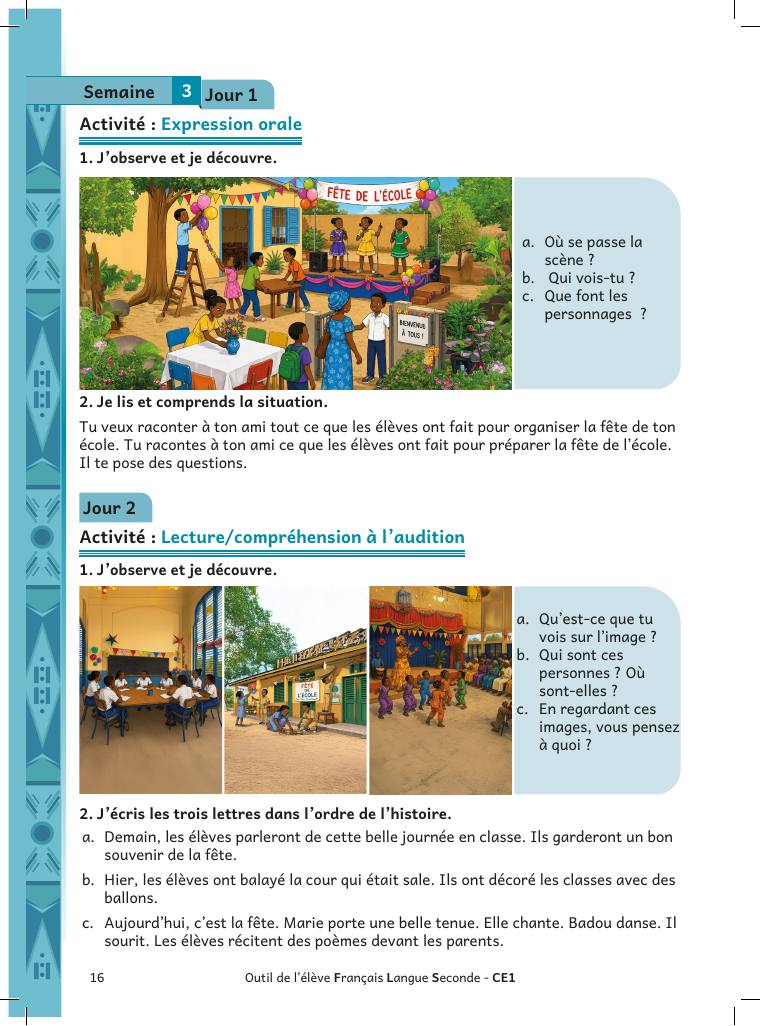 Semaine 3 Jour 1
Activité : Expression orale
1. J’observe et je découvre.
FÊTE DE L’ÉCOLE
BIENVENUE
À TOUS !
a. Où se passe la
scène ?
b. Qui vois-tu ?
c. Que font les
personnages ?
2. Je lis et comprends la situation.
Tu veux raconter à ton ami tout ce que les élèves ont fait pour organiser la fête de ton
école. Tu racontes à ton ami ce que les élèves ont fait pour préparer la fête de l’école.
Il te pose des questions.
Jour 2
Activité : Lecture/compréhension à l’audition
1. J’observe et je découvre.
FÊTE
DE
L’ÉCOLE
a. Qu’est-ce que tu
vois sur l’image ?
b. Qui sont ces
personnes ? Où
sont-elles ?
c. En regardant ces
images, vous pensez
à quoi ?
2. J’écris les trois lettres dans l’ordre de l’histoire.
a. Demain, les élèves parleront de cette belle journée en classe. Ils garderont un bon
souvenir de la fête.
b. Hier, les élèves ont balayé la cour qui était sale. Ils ont décoré les classes avec des
ballons.
c. Aujourd’hui, c’est la fête. Marie porte une belle tenue. Elle chante. Badou danse. Il
sourit. Les élèves récitent des poèmes devant les parents.
16 Outil de l’élève Français Langue Seconde - CE1